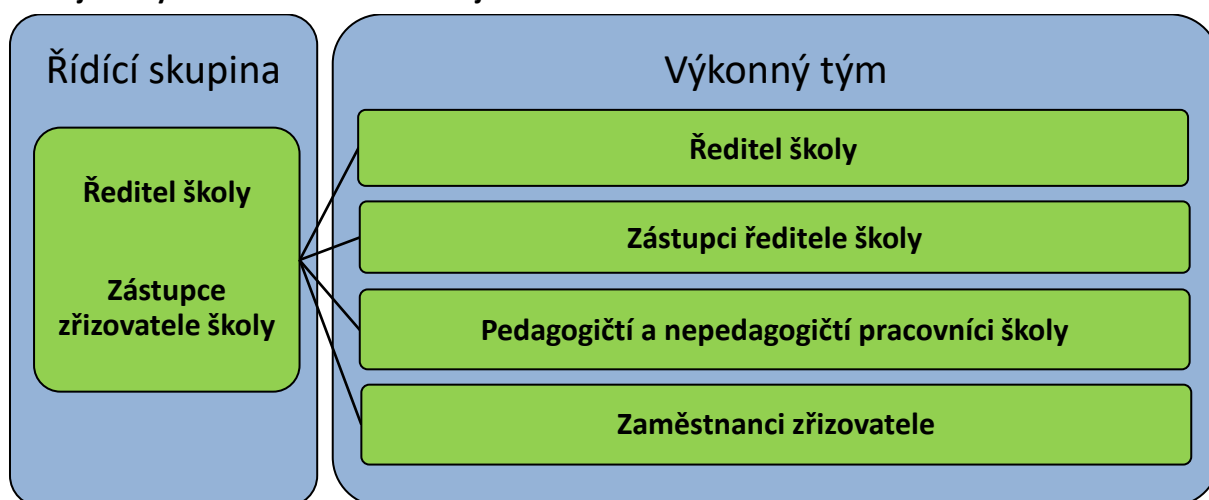 Řídící skupina
Ředitel školy
Zástupce
zřizovatele školy
Výkonný tým
Ředitel školy
Zástupci ředitele školy
Pedagogičtí a nepedagogičtí pracovníci školy
Zaměstnanci zřizovatele